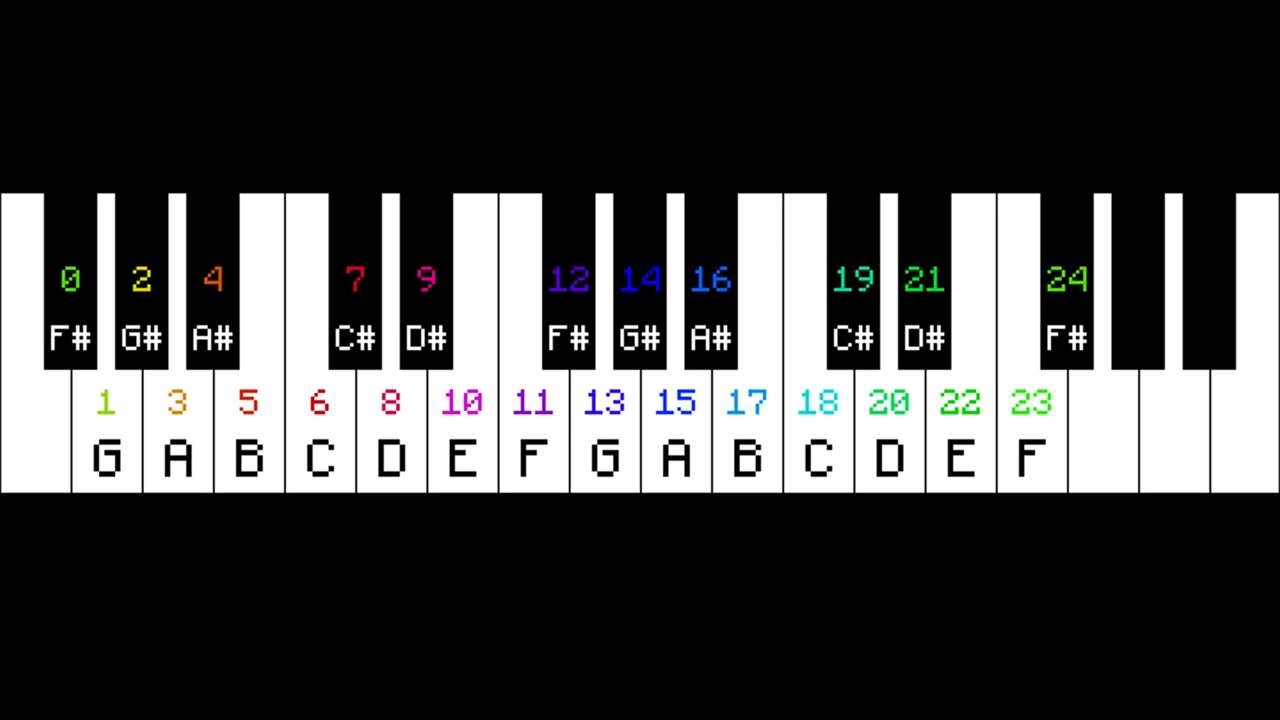 0 2 4 7 9 12 14 16 19 21 24
F# G# A# C# D# F# G# A# C# D# F#
1 3 5 6 8 10 11 13 15 17 18 20 22 23
G A B C D E F G A B C D E F